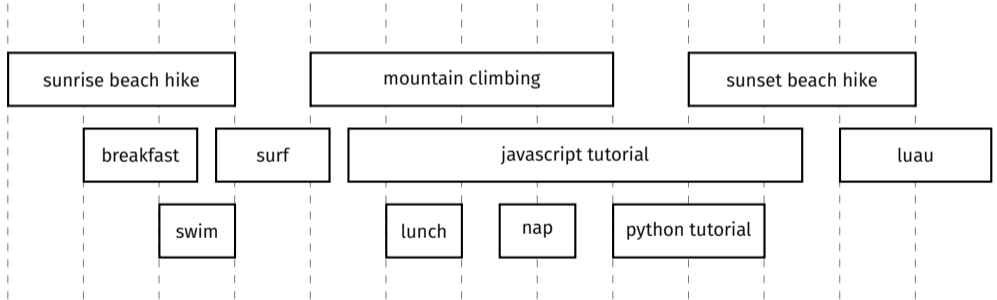 sunrise beach hike
mountain climbing
sunset beach hike
breakfast
surf
javascript tutorial
luau
swim
lunch
nap
python tutorial